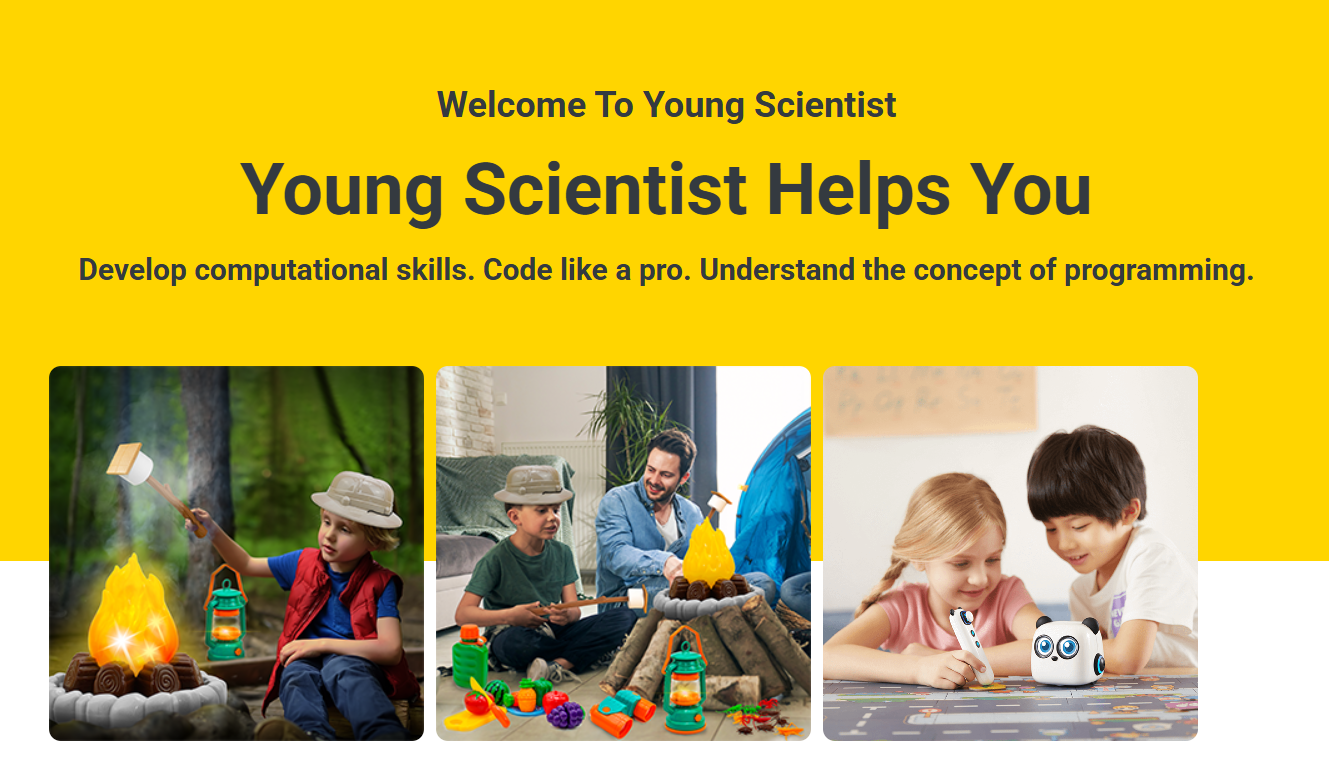 Welcome To Young Scientist
Young Scientist Helps You
Develop computational skills. Code like a pro. Understand the concept of programming.